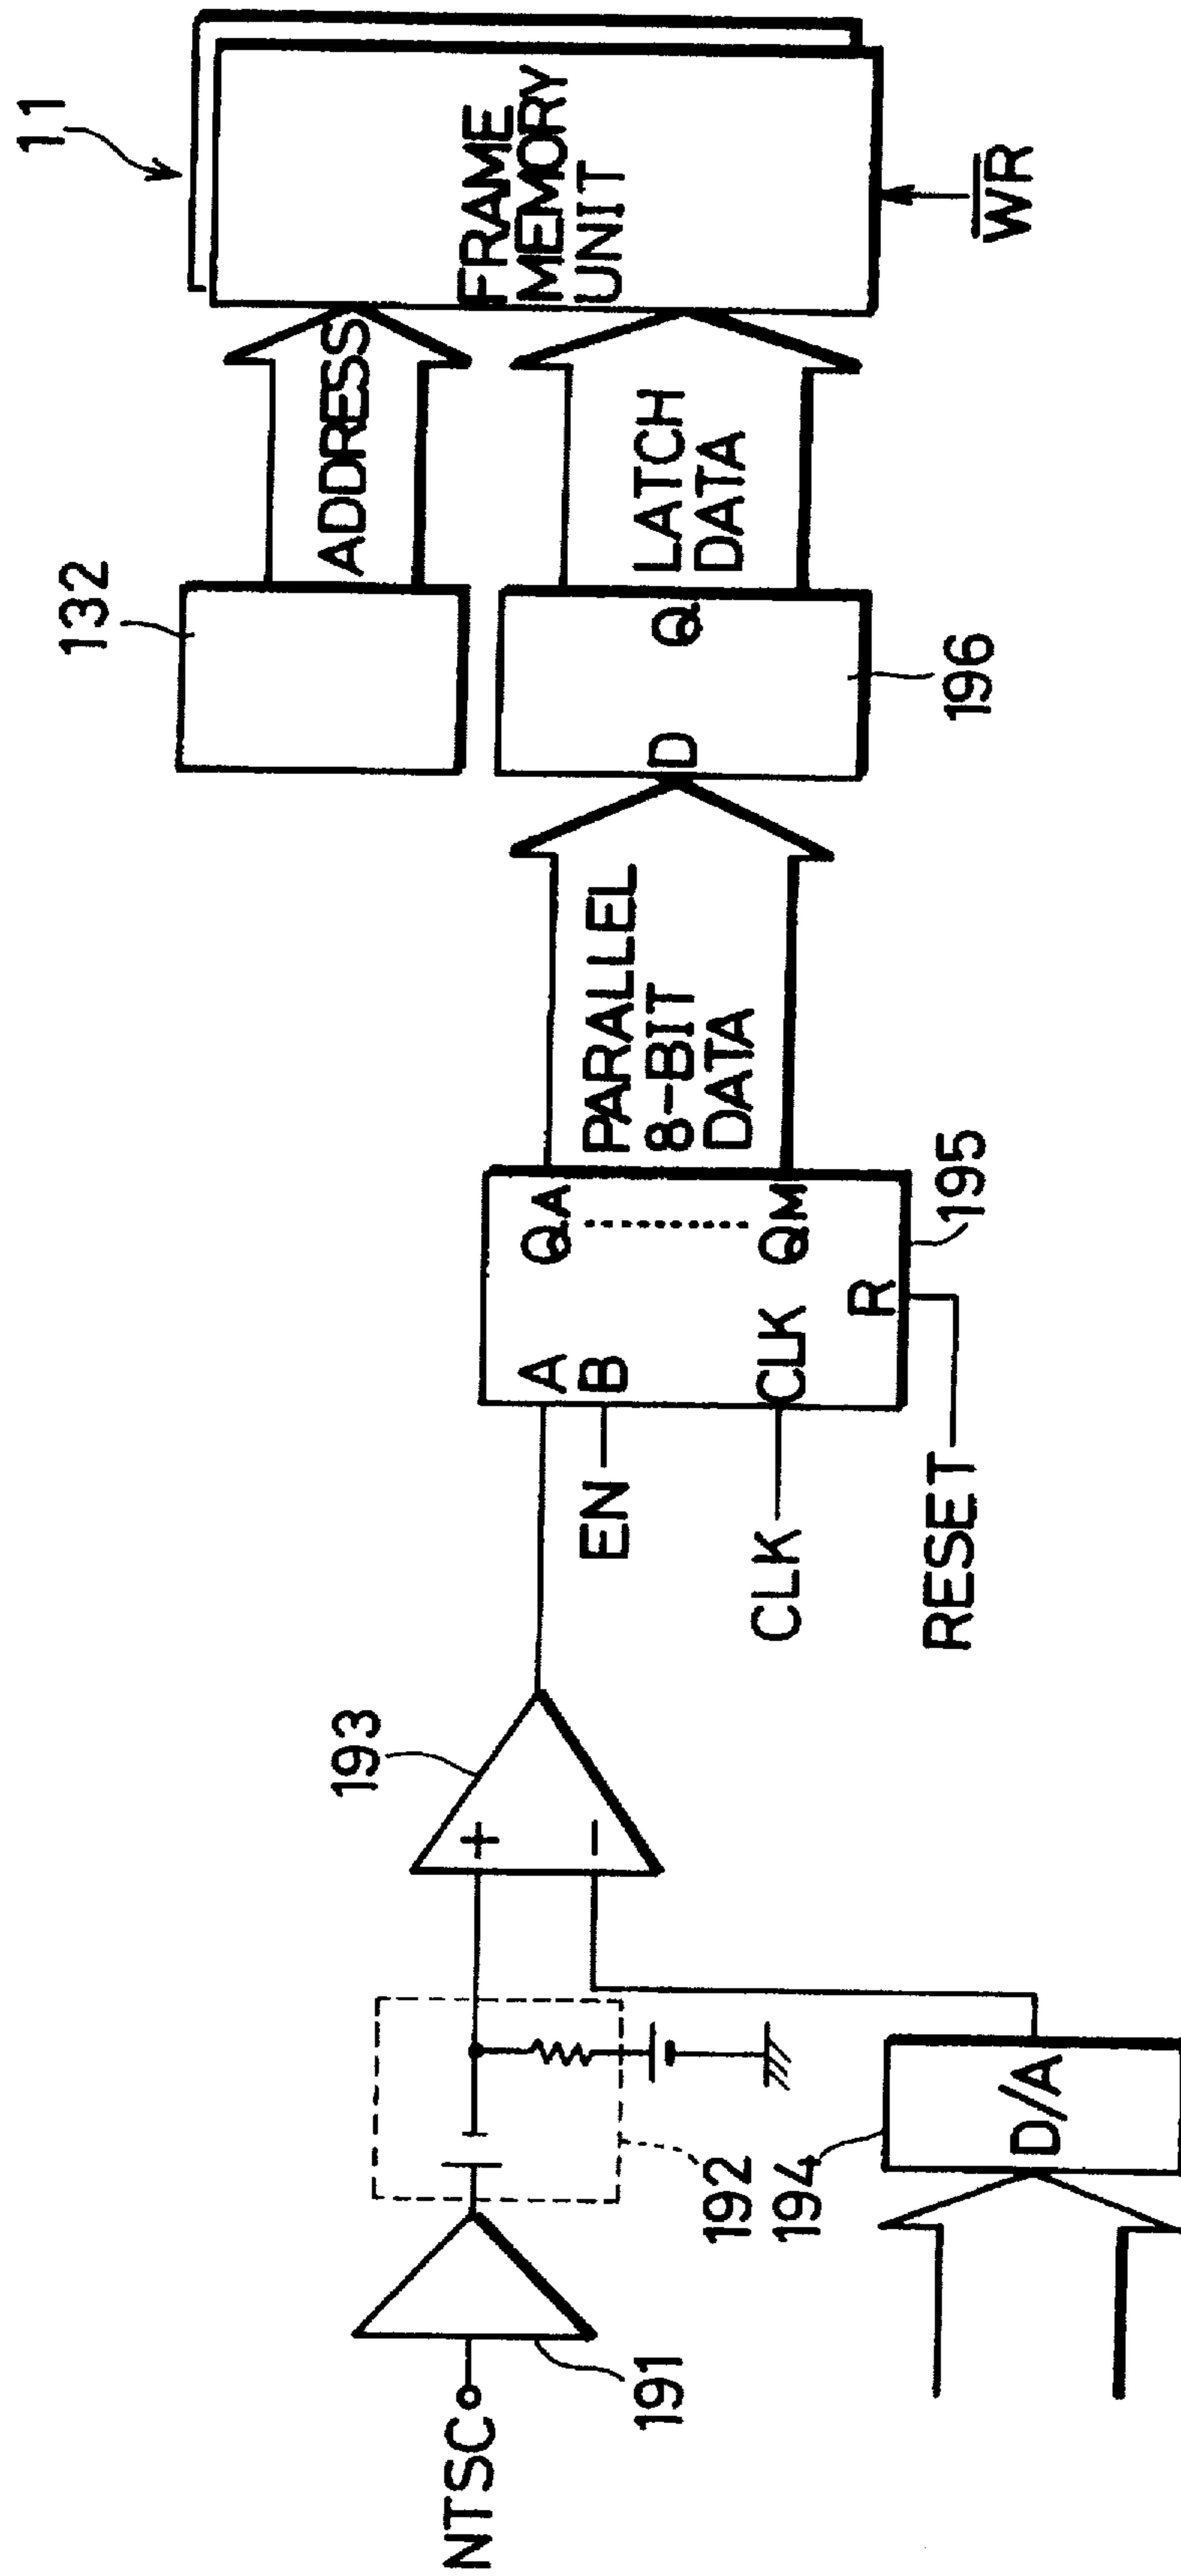 NTSC
191
192
194
D/A
193
+
−
EN
CLK
RESET
A
B
CLK
R
QA
QM
195
PARALLEL
8-BIT
DATA
D
Q
196
132
ADDRESS
LATCH
DATA
FRAME
MEMORY
UNIT
11
WR